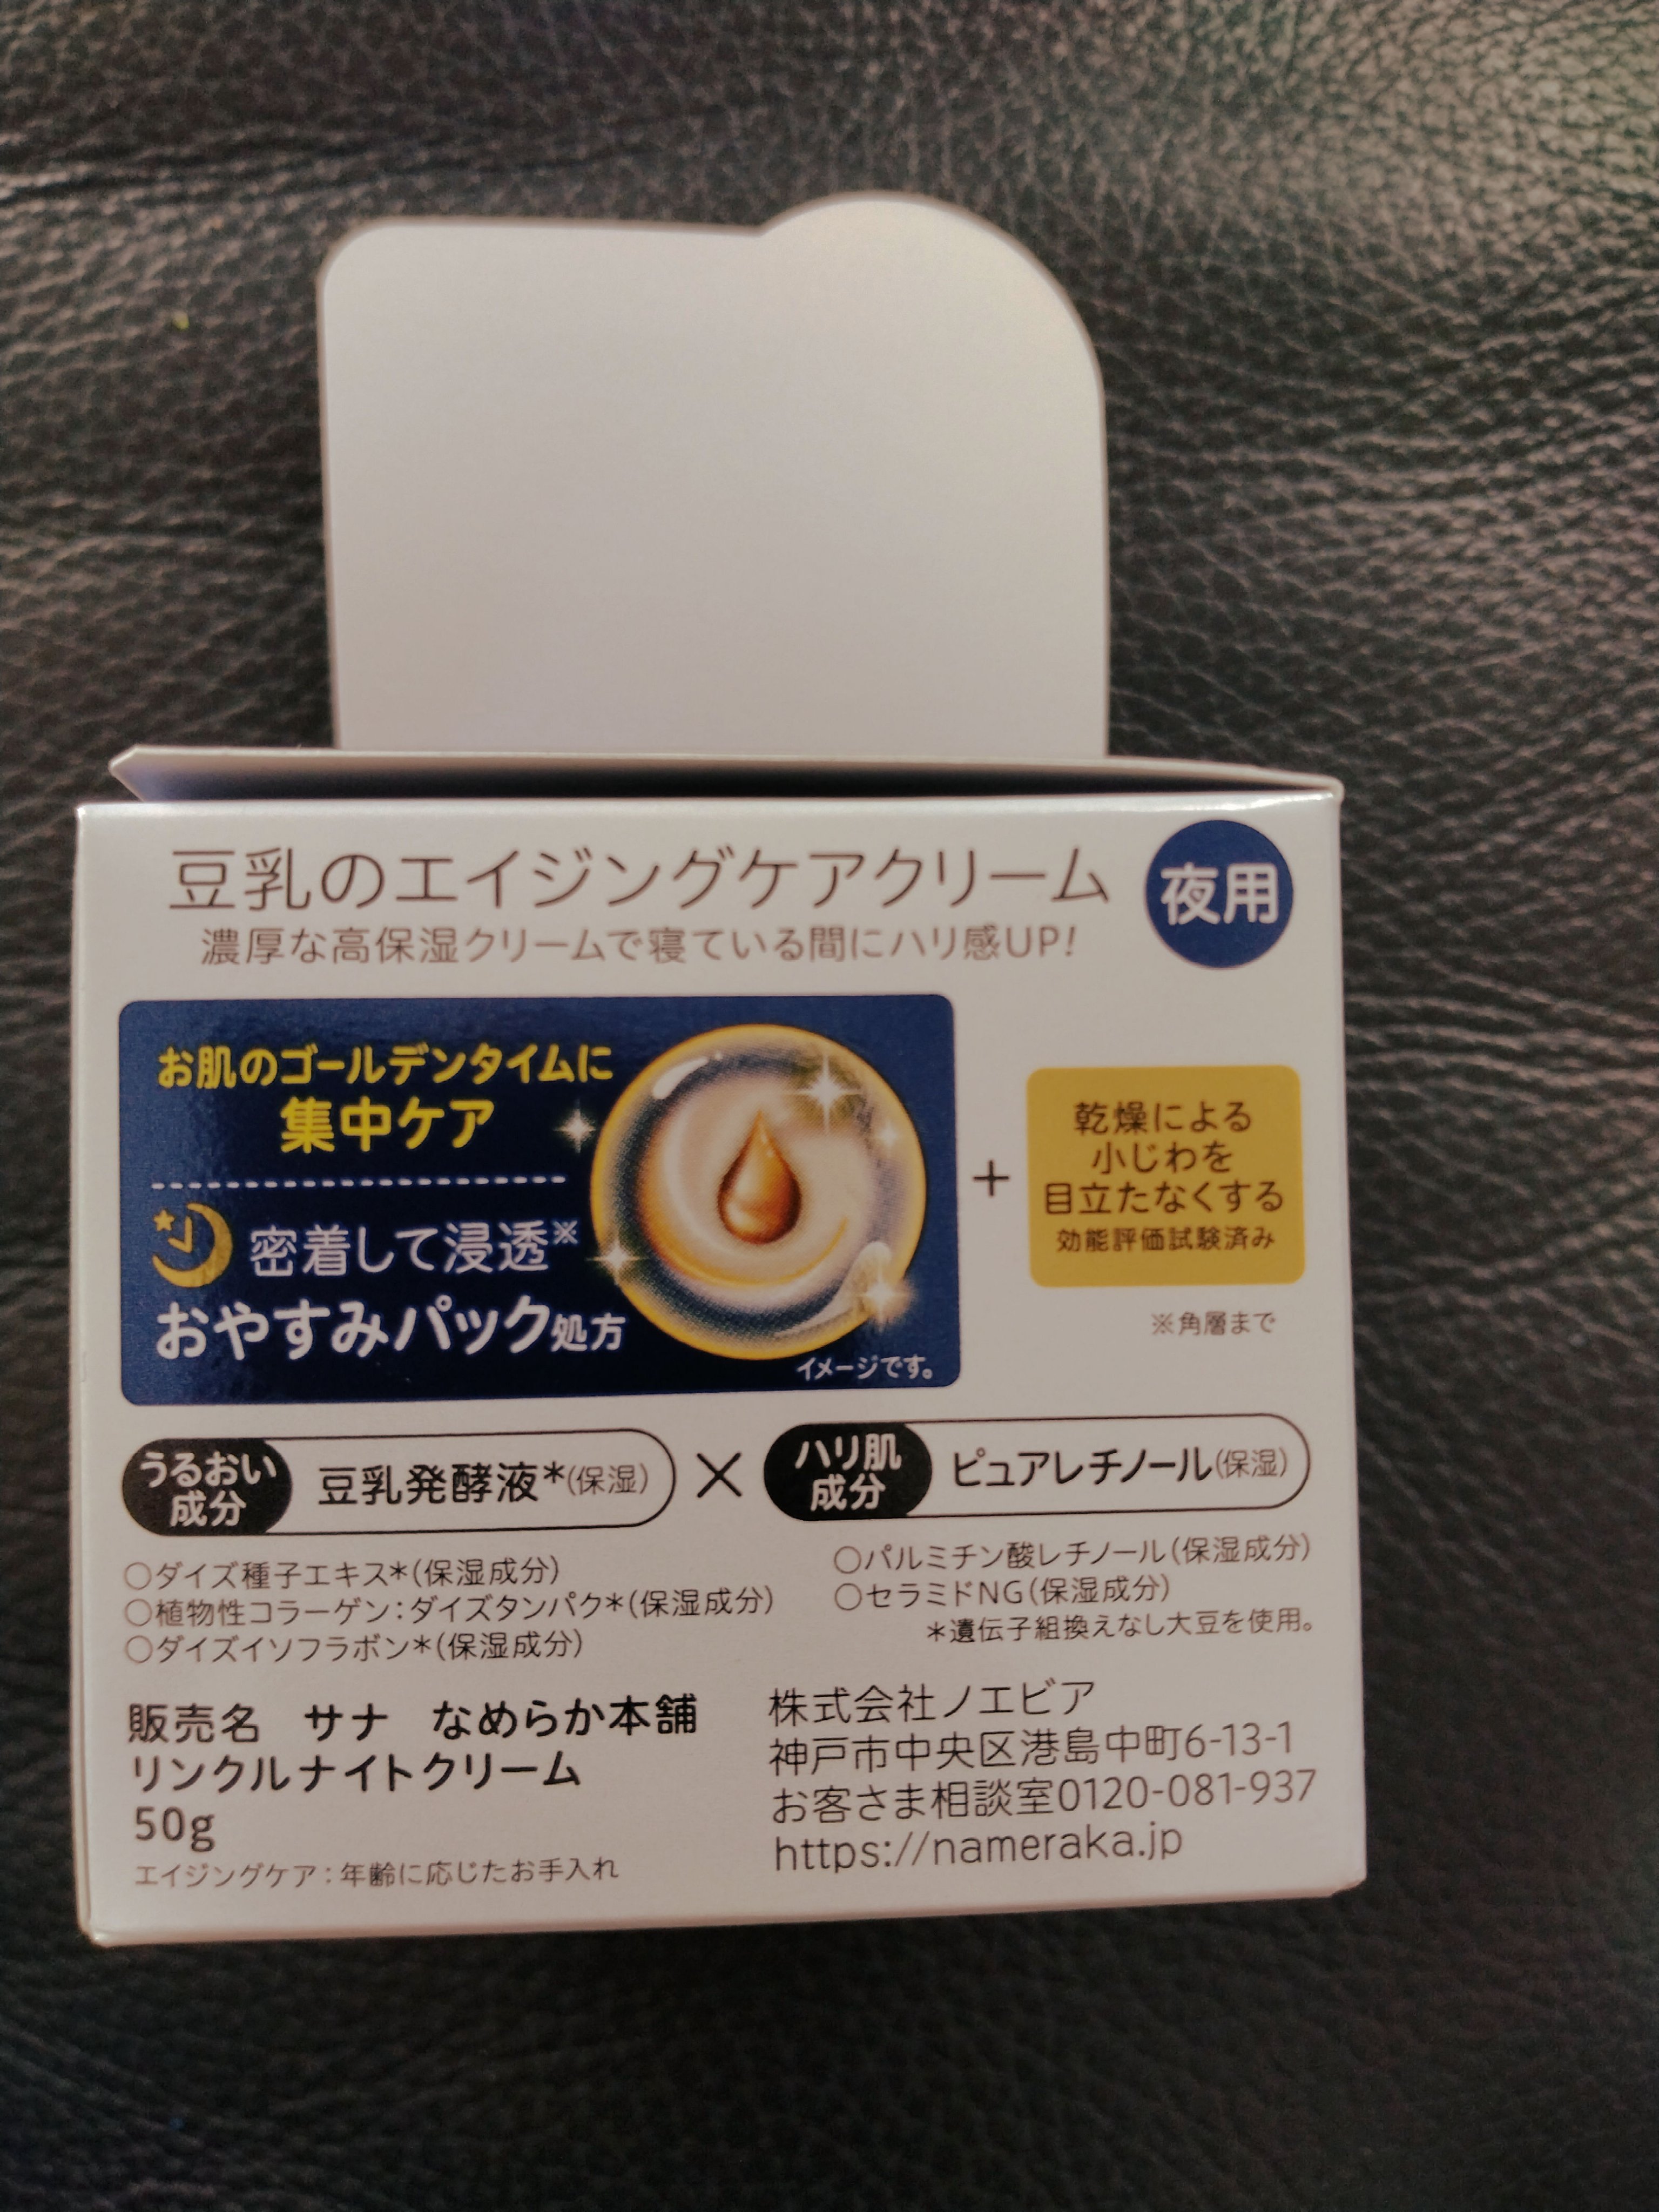 豆乳のエイジングケアクリーム
夜用
濃厚な高保湿クリームで寝ている間にハリ感UP!
お肌のゴールデンタイムに
集中ケア
密着して浸透※
おやすみパック処方
イメージです。
+
乾燥による
小じわを
目立たなくする
効能評価試験済み
※角層まで
うるおい
成分
豆乳発酵液*(保湿)
×
ハリ肌
成分
ピュアレチノール(保湿)
○ダイズ種子エキス*(保湿成分)
○植物性コラーゲン:ダイズタンパク*(保湿成分)
○ダイズイソフラボン*(保湿成分)
○パルミチン酸レチノール(保湿成分)
○セラミドNG(保湿成分)
*遺伝子組換えなし大豆を使用。
販売名 サナ なめらか本舗
リンクルナイトクリーム
50g
エイジングケア:年齢に応じたお手入れ
株式会社ノエビア
神戸市中央区港島中町6-13-1
お客さま相談室0120-081-937
https://nameraka.jp